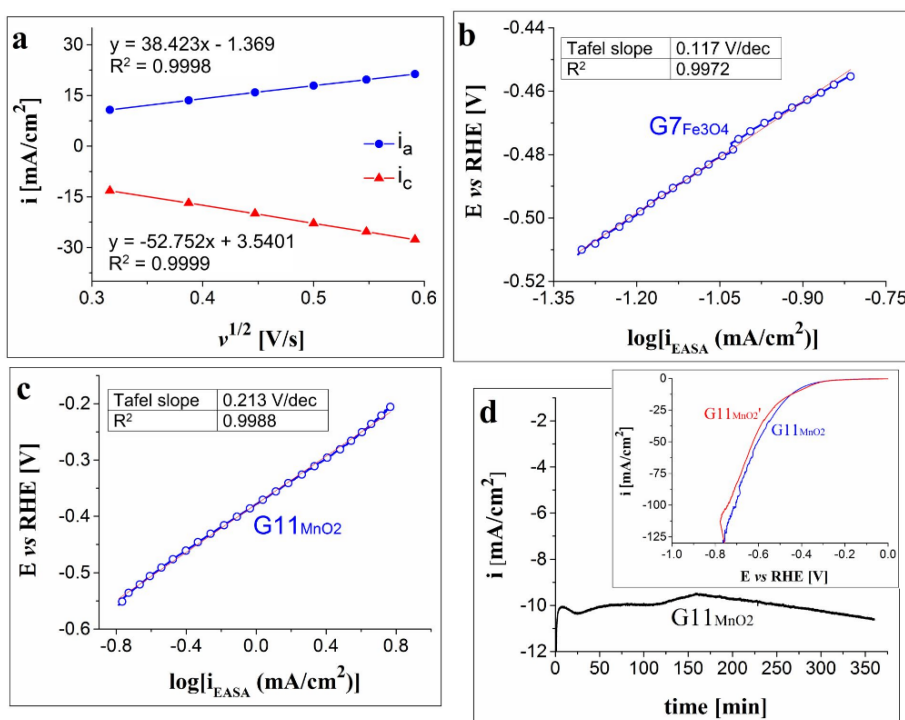 a
y = 38.423x - 1.369
R² = 0.9998
i_a
i_c
y = -52.752x + 3.5401
R² = 0.9999
30
15
0
-15
-30
i [mA/cm²]
0.3 0.4 0.5 0.6
v^1/2 [V/s]
b
Tafel slope 0.117 V/dec
R² 0.9972
G7Fe3O4
-0.44
-0.46
-0.48
-0.50
-0.52
E vs RHE [V]
-1.35 -1.20 -1.05 -0.90 -0.75
log[i_EASA (mA/cm²)]
c
Tafel slope 0.213 V/dec
R² 0.9988
G11MnO2
-0.2
-0.3
-0.4
-0.5
-0.6
E vs RHE [V]
-0.8 -0.4 0.0 0.4 0.8
log[i_EASA (mA/cm²)]
d
-2
-4
-6
-8
-10
-12
i [mA/cm²]
G11MnO2
0 50 100 150 200 250 300 350
time [min]
G11MnO2'
G11MnO2
0
-25
-50
-75
-100
-125
i [mA/cm²]
-1.0 -0.8 -0.6 -0.4 -0.2 0.0
E vs RHE [V]